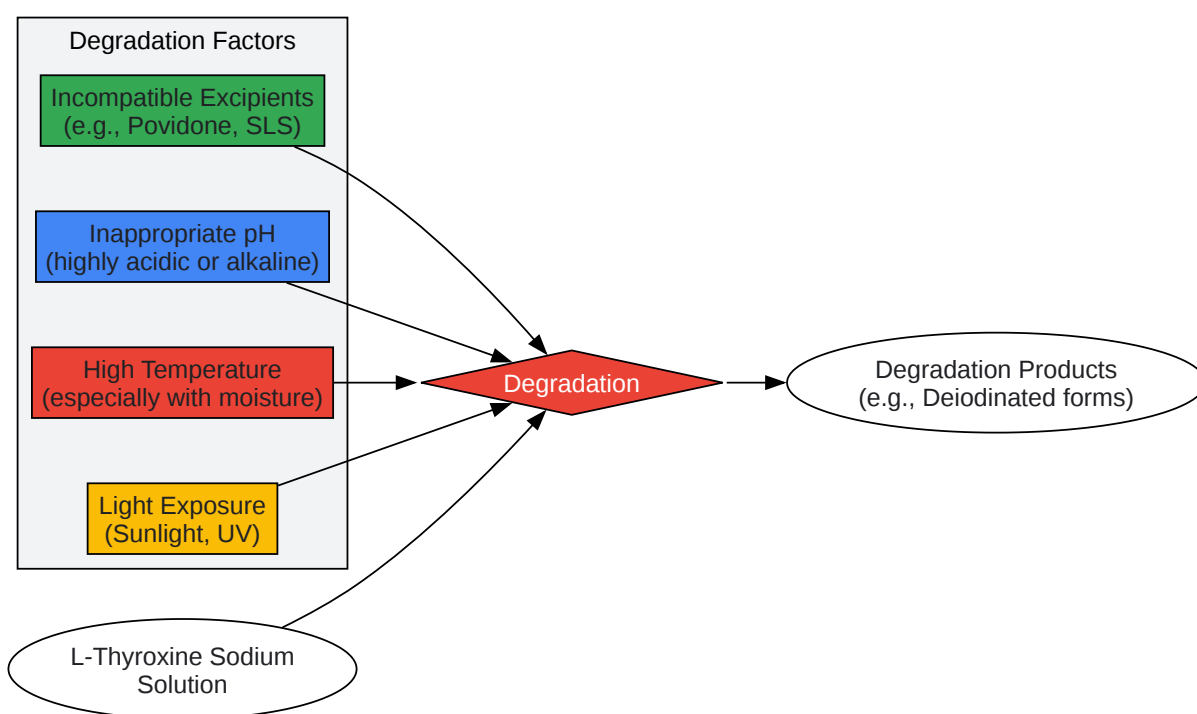 Degradation Factors
Incompatible Excipients
(e.g., Povidone, SLS)
Inappropriate pH
(highly acidic or alkaline)
High Temperature
(especially with moisture)
Light Exposure
(Sunlight, UV)
L-Thyroxine Sodium
Solution
Degradation
Degradation Products
(e.g., Deiodinated forms)